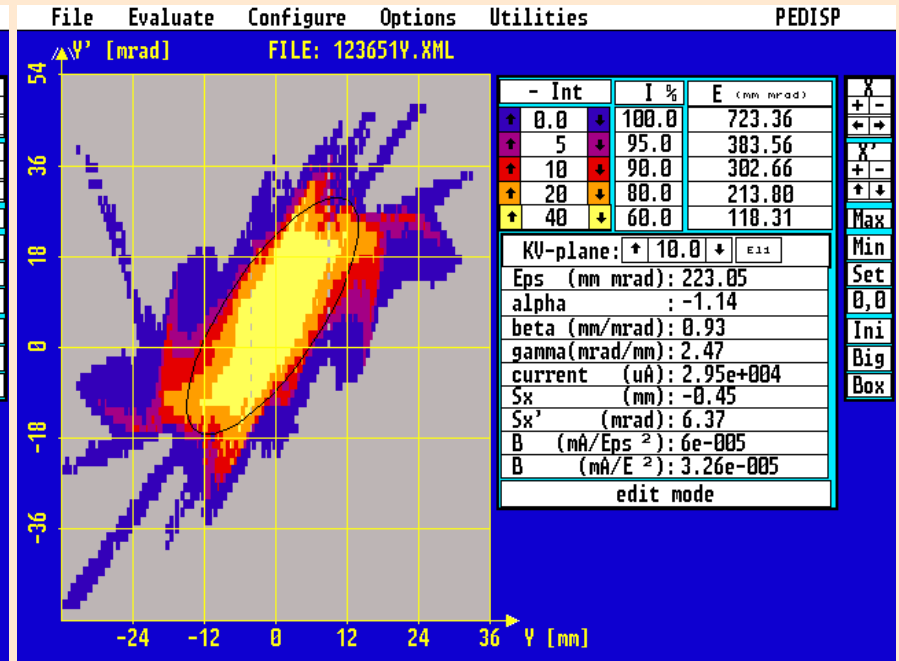 File Evaluate Configure Options Utilities PEDISP
Y' [mrad] FILE: 123651Y.XML
54
36
18
0
-18
-36
-24 -12 0 12 24 36 Y [mm]
- Int I % E (mm mrad)
0.0 100.0 723.36
5 95.0 383.56
10 90.0 302.66
20 80.0 213.80
40 60.0 118.31
KV-plane: 10.0 Ell
Eps (mm mrad): 223.05
alpha : -1.14
beta (mm/mrad): 0.93
gamma(mrad/mm): 2.47
current (uA): 2.95e+004
Sx (mm): -0.45
Sx' (mrad): 6.37
B (mA/Eps ²): 6e-005
B (mA/E ²): 3.26e-005
edit mode
X
+ -
← →
X'
+ -
↑ ↓
Max
Min
Set
0,0
Ini
Big
Box